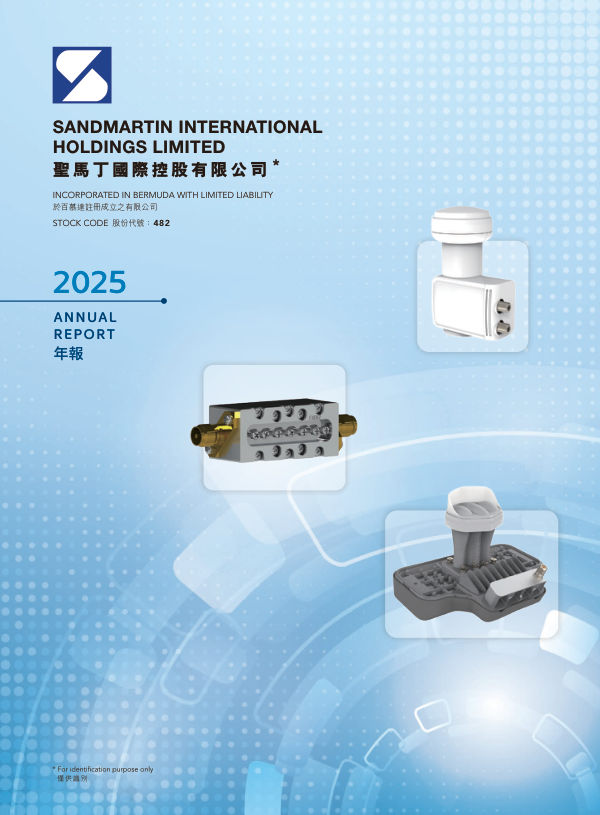 SANDMARTIN INTERNATIONAL
HOLDINGS LIMITED
聖馬丁國際控股有限公司*
INCORPORATED IN BERMUDA WITH LIMITED LIABILITY
於百慕達註冊成立之有限公司
STOCK CODE 股份代號：482
2025
ANNUAL
REPORT
年報
* For identification purpose only
僅供識別